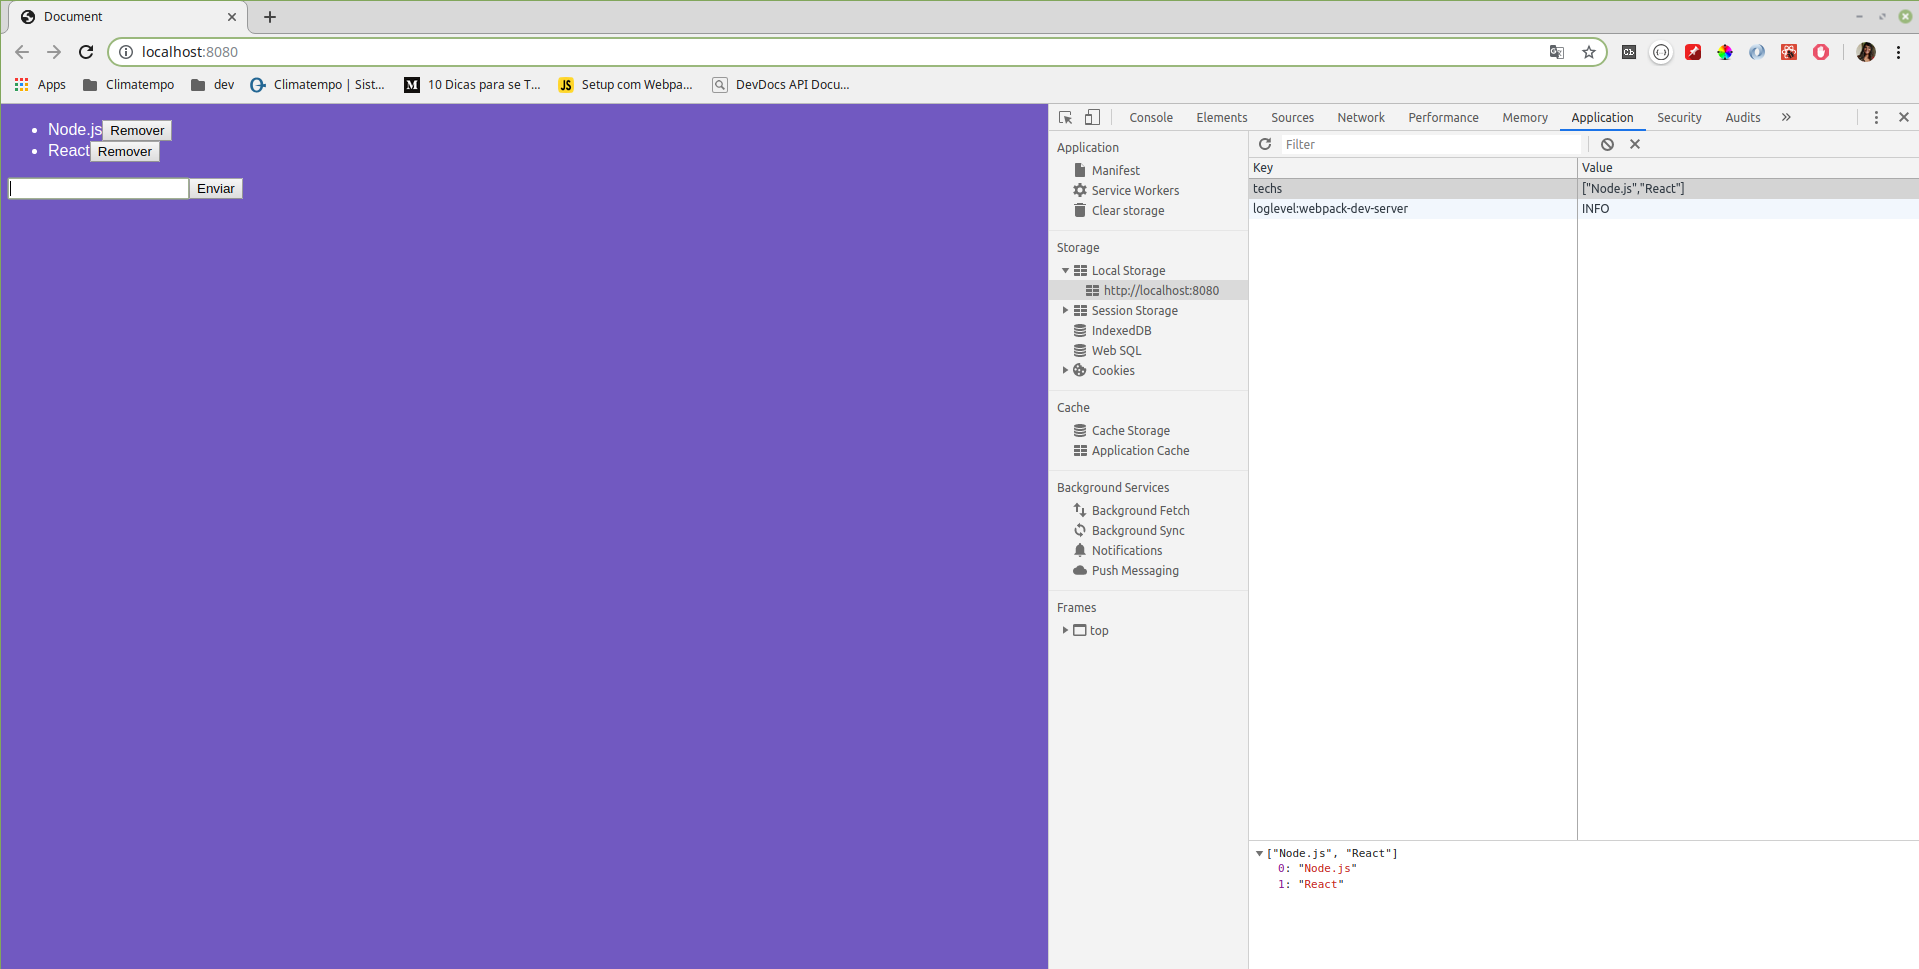 Document
localhost:8080
Apps Climatempo dev Climatempo | Sist... 10 Dicas para se T... Setup com Webpa... DevDocs API Docu...
Node.js Remover
React Remover
Enviar
Console Elements Sources Network Performance Memory Application Security Audits
Application
Manifest
Service Workers
Clear storage
Storage
Local Storage
http://localhost:8080
Session Storage
IndexedDB
Web SQL
Cookies
Cache
Cache Storage
Application Cache
Background Services
Background Fetch
Background Sync
Notifications
Push Messaging
Frames
top
Filter
Key Value
techs ["Node.js","React"]
loglevel:webpack-dev-server INFO
["Node.js", "React"]
0: "Node.js"
1: "React"